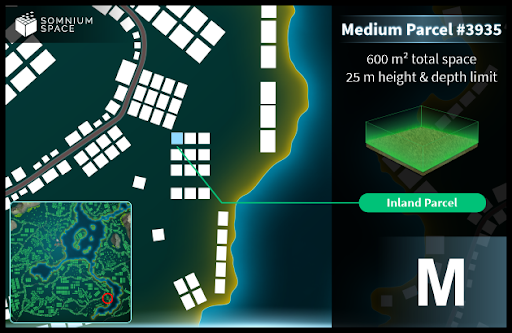 SOMNIUM
SPACE
Medium Parcel #3935
600 m² total space
25 m height & depth limit
Inland Parcel
M